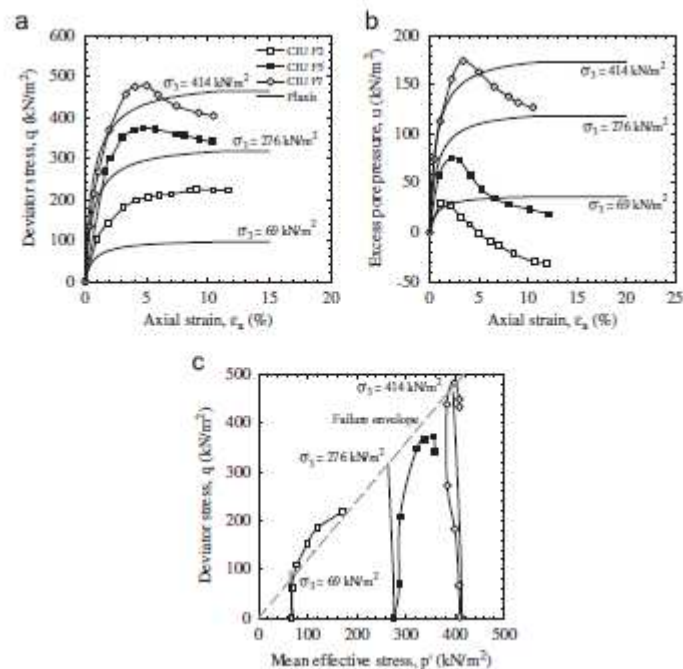 a
CIU F2
CIU F5
CIU F7
Plaxis
Deviator stress, q (kN/m²)
600
500
400
300
200
100
0
σ₃ = 414 kN/m²
σ₃ = 276 kN/m²
σ₃ = 69 kN/m²
0 5 10 15 20
Axial strain, εₐ (%)
b
Excess pore pressure, u (kN/m²)
200
150
100
50
0
-50
σ₃ = 414 kN/m²
σ₃ = 276 kN/m²
σ₃ = 69 kN/m²
0 5 10 15 20 25
Axial strain, εₐ (%)
c
Deviator stress, q (kN/m²)
500
400
300
200
100
0
σ₃ = 414 kN/m²
Failure envelope
σ₃ = 276 kN/m²
σ₃ = 69 kN/m²
0 100 200 300 400 500
Mean effective stress, p' (kN/m²)